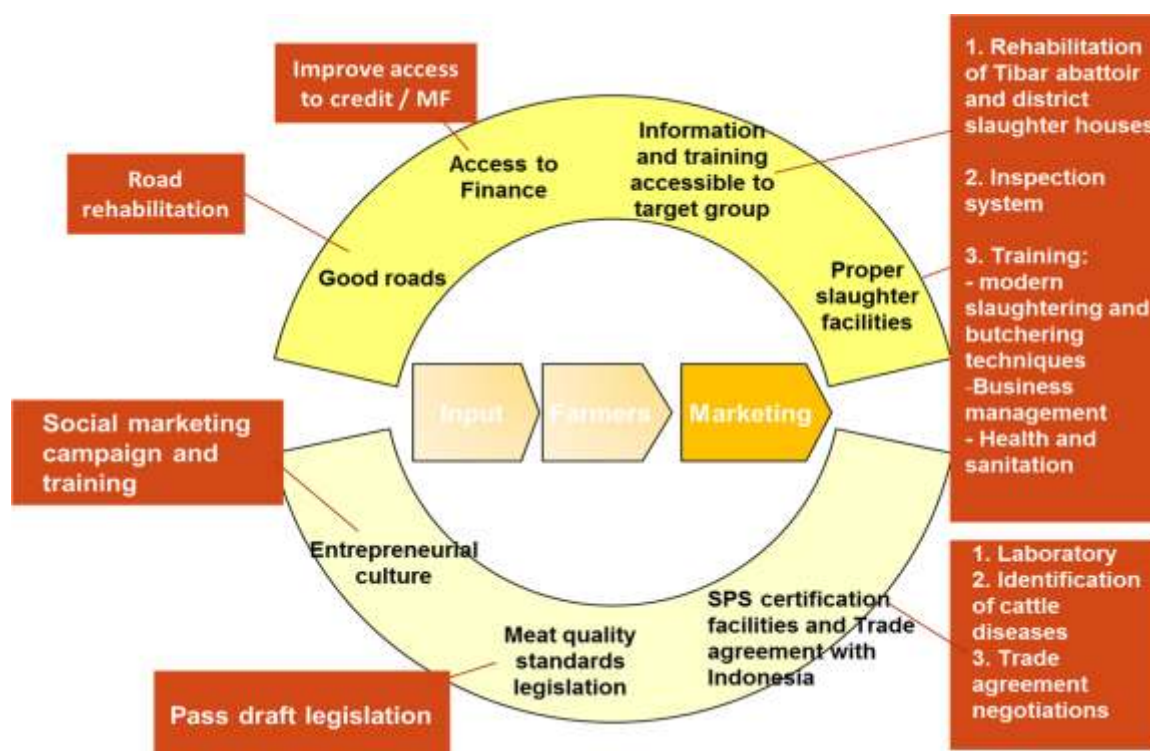 Improve access
to credit / MF
Road
rehabilitation
Access to
Finance
Information
and training
accessible to
target group
Good roads
Proper
slaughter
facilities
1. Rehabilitation
of Tibar abattoir
and district
slaughter houses
2. Inspection
system
3. Training:
- modern
slaughtering and
butchering
techniques
-Business
management
- Health and
sanitation
Input
Farmers
Marketing
Social marketing
campaign and
training
Entrepreneurial
culture
Meat quality
standards
legislation
SPS certification
facilities and Trade
agreement with
Indonesia
Pass draft legislation
1. Laboratory
2. Identification
of cattle
diseases
3. Trade
agreement
negotiations